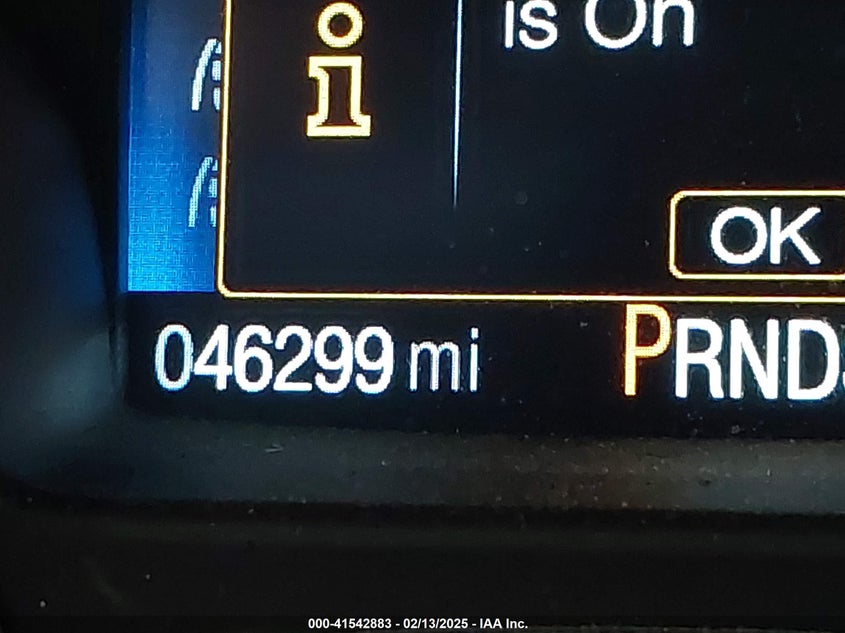 is On
OK
046299 mi
PRND
000-41542883 - 02/13/2025 - IAA Inc.